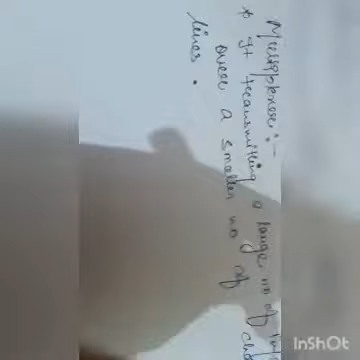 Multiplexer :-
* It transmitting a large no of
over a smaller no of
lines.
InShOt